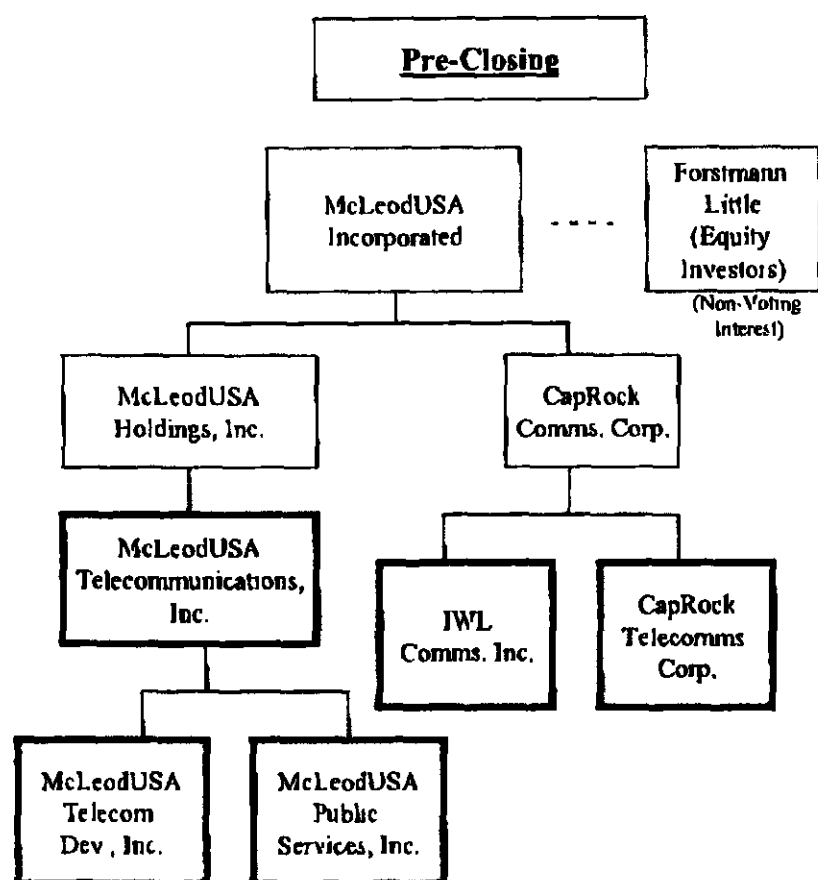 Pre-Closing
McLeodUSA
Incorporated
Forstmann
Little
(Equity
Investors)
(Non-Voting
Interest)
McLeodUSA
Holdings, Inc.
CapRock
Comms. Corp.
McLeodUSA
Telecommunications,
Inc.
IWL
Comms. Inc.
CapRock
Telecomms
Corp.
McLeodUSA
Telecom
Dev, Inc.
McLeodUSA
Public
Services, Inc.